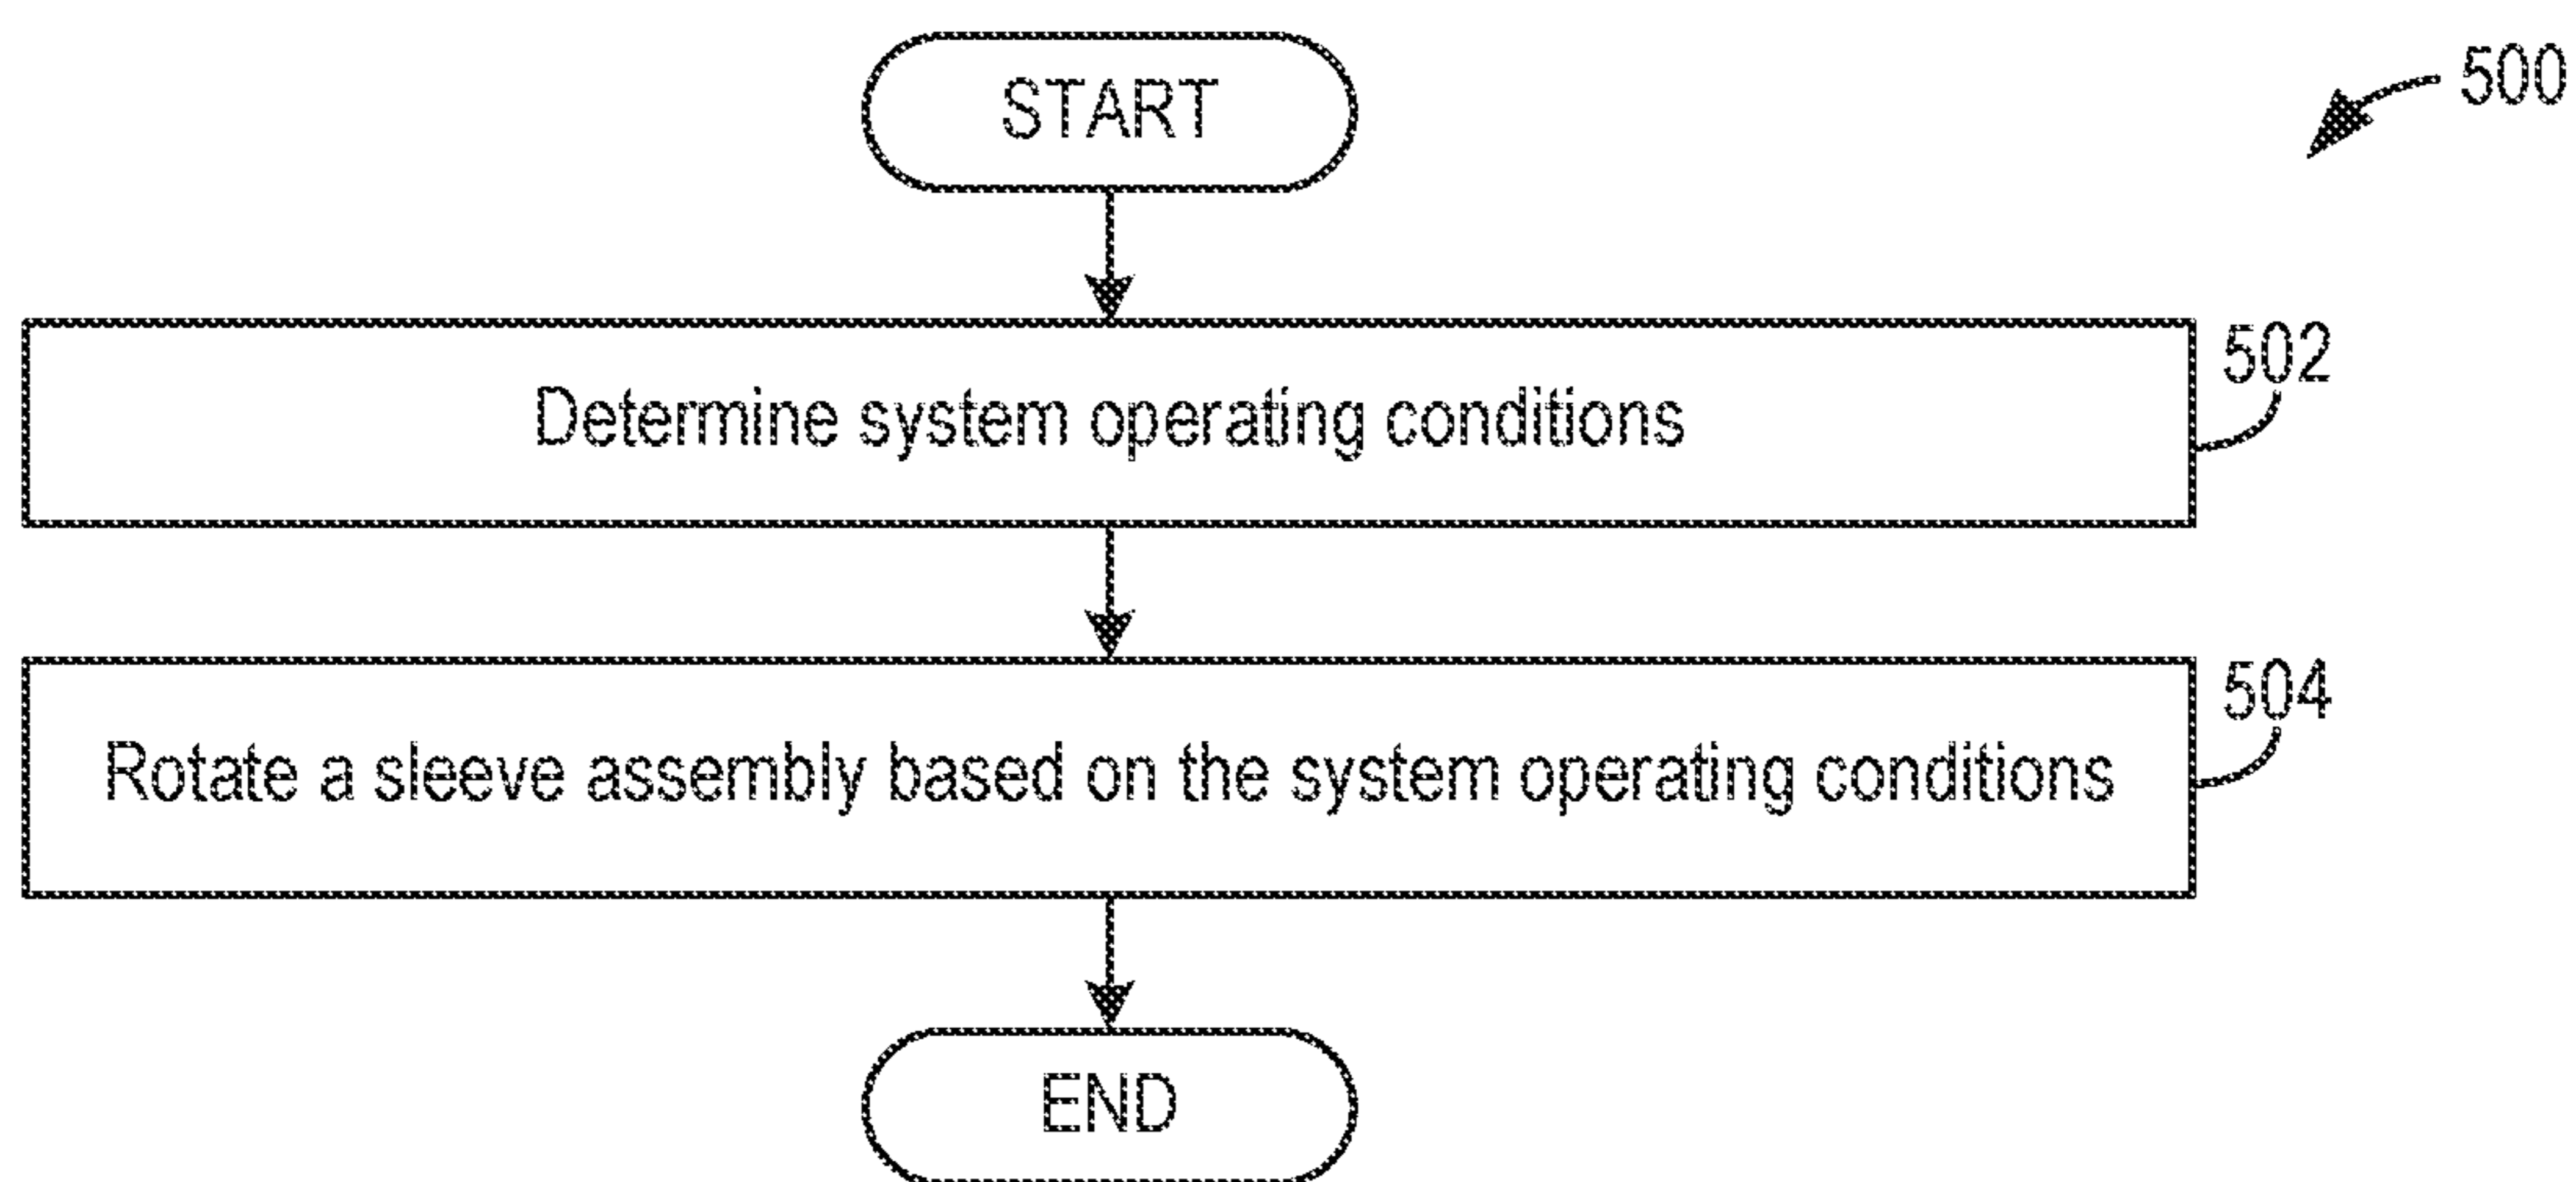 START
500
502
Determine system operating conditions
504
Rotate a sleeve assembly based on the system operating conditions
END